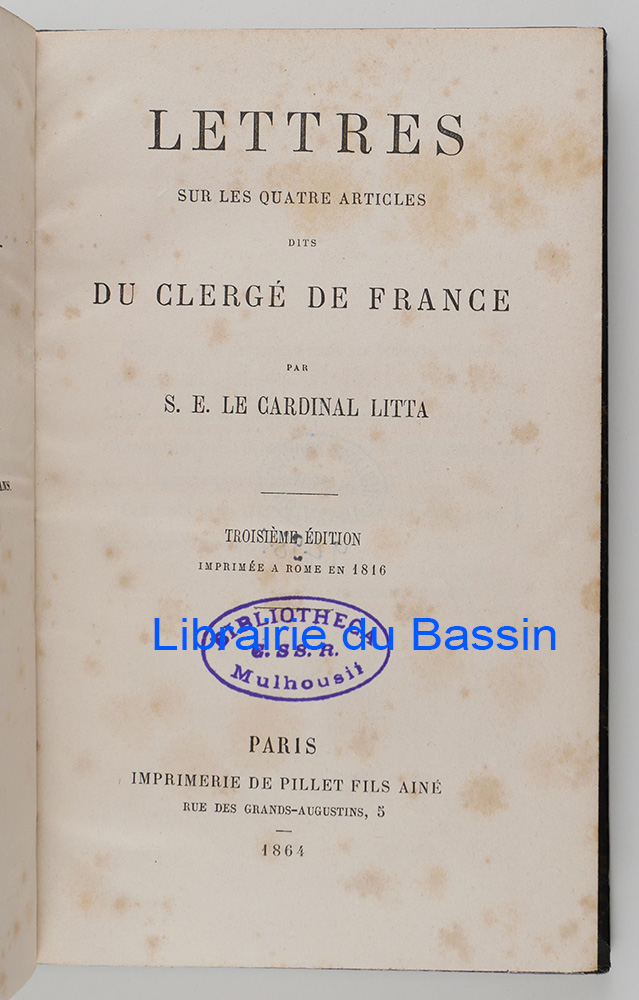 LETTRES
SUR LES QUATRE ARTICLES
DITS
DU CLERGÉ DE FRANCE
PAR
S. E. LE CARDINAL LITTA
TROISIÈME ÉDITION
IMPRIMÉE A ROME EN 1816
BIBLIOTHECA
Librairie du Bassin
C. SS. R.
Mulhousii
PARIS
IMPRIMERIE DE PILLET FILS AINÉ
RUE DES GRANDS-AUGUSTINS, 5
1864